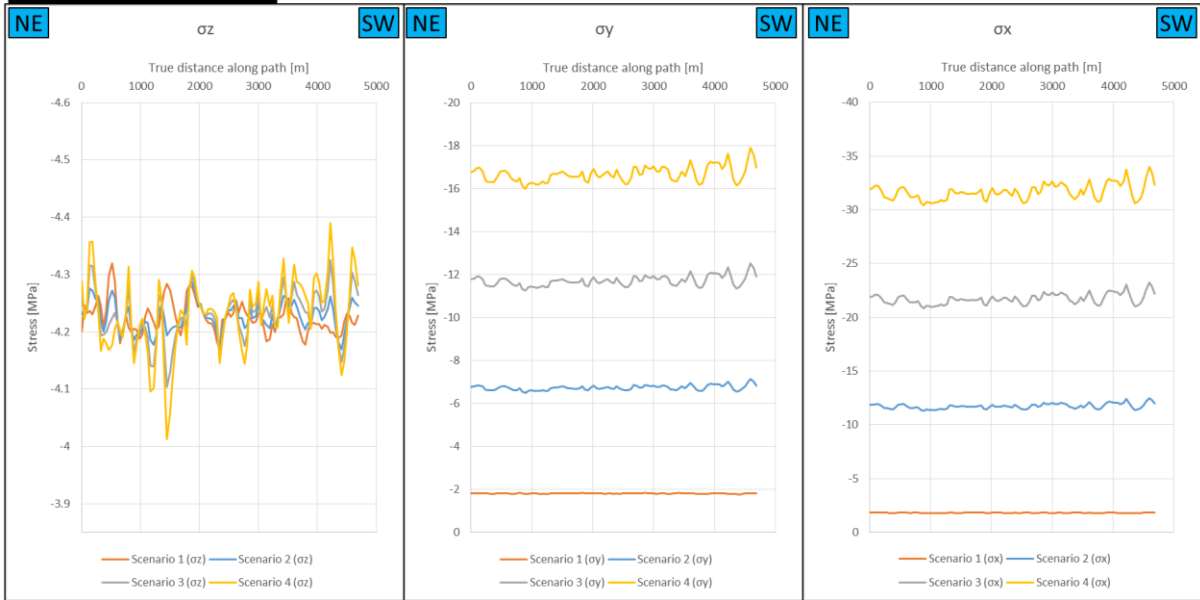 NE
σz
SW
True distance along path [m]
0 1000 2000 3000 4000 5000
-4.6
-4.5
-4.4
-4.3
-4.2
-4.1
-4
-3.9
Stress [MPa]
Scenario 1 (σz) Scenario 2 (σz)
Scenario 3 (σz) Scenario 4 (σz)
NE
σy
SW
True distance along path [m]
0 1000 2000 3000 4000 5000
-20
-18
-16
-14
-12
-10
-8
-6
-4
-2
0
Stress [MPa]
Scenario 1 (σy) Scenario 2 (σy)
Scenario 3 (σy) Scenario 4 (σy)
NE
σx
SW
True distance along path [m]
0 1000 2000 3000 4000 5000
-40
-35
-30
-25
-20
-15
-10
-5
0
Stress [MPa]
Scenario 1 (σx) Scenario 2 (σx)
Scenario 3 (σx) Scenario 4 (σx)